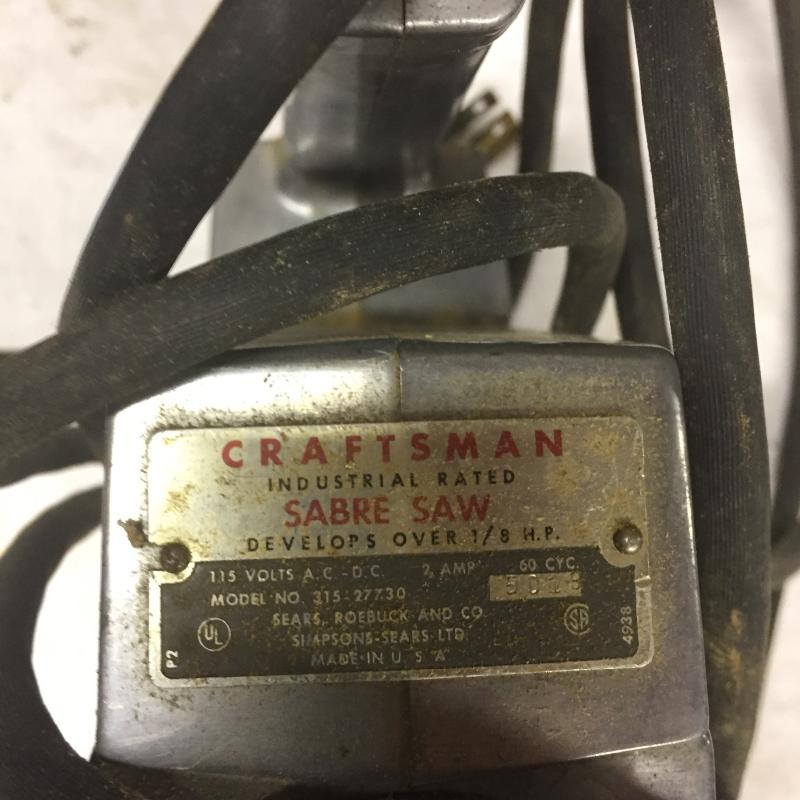 CRAFTSMAN
INDUSTRIAL RATED
SABRE SAW
DEVELOPS OVER 1/8 H.P.
115 VOLTS A.C.-D.C. 2 AMP 60 CYC.
MODEL NO. 315-27730
SEARS, ROEBUCK AND CO
SIMPSONS-SEARS LTD.
MADE IN U S A
UL
P2
4938